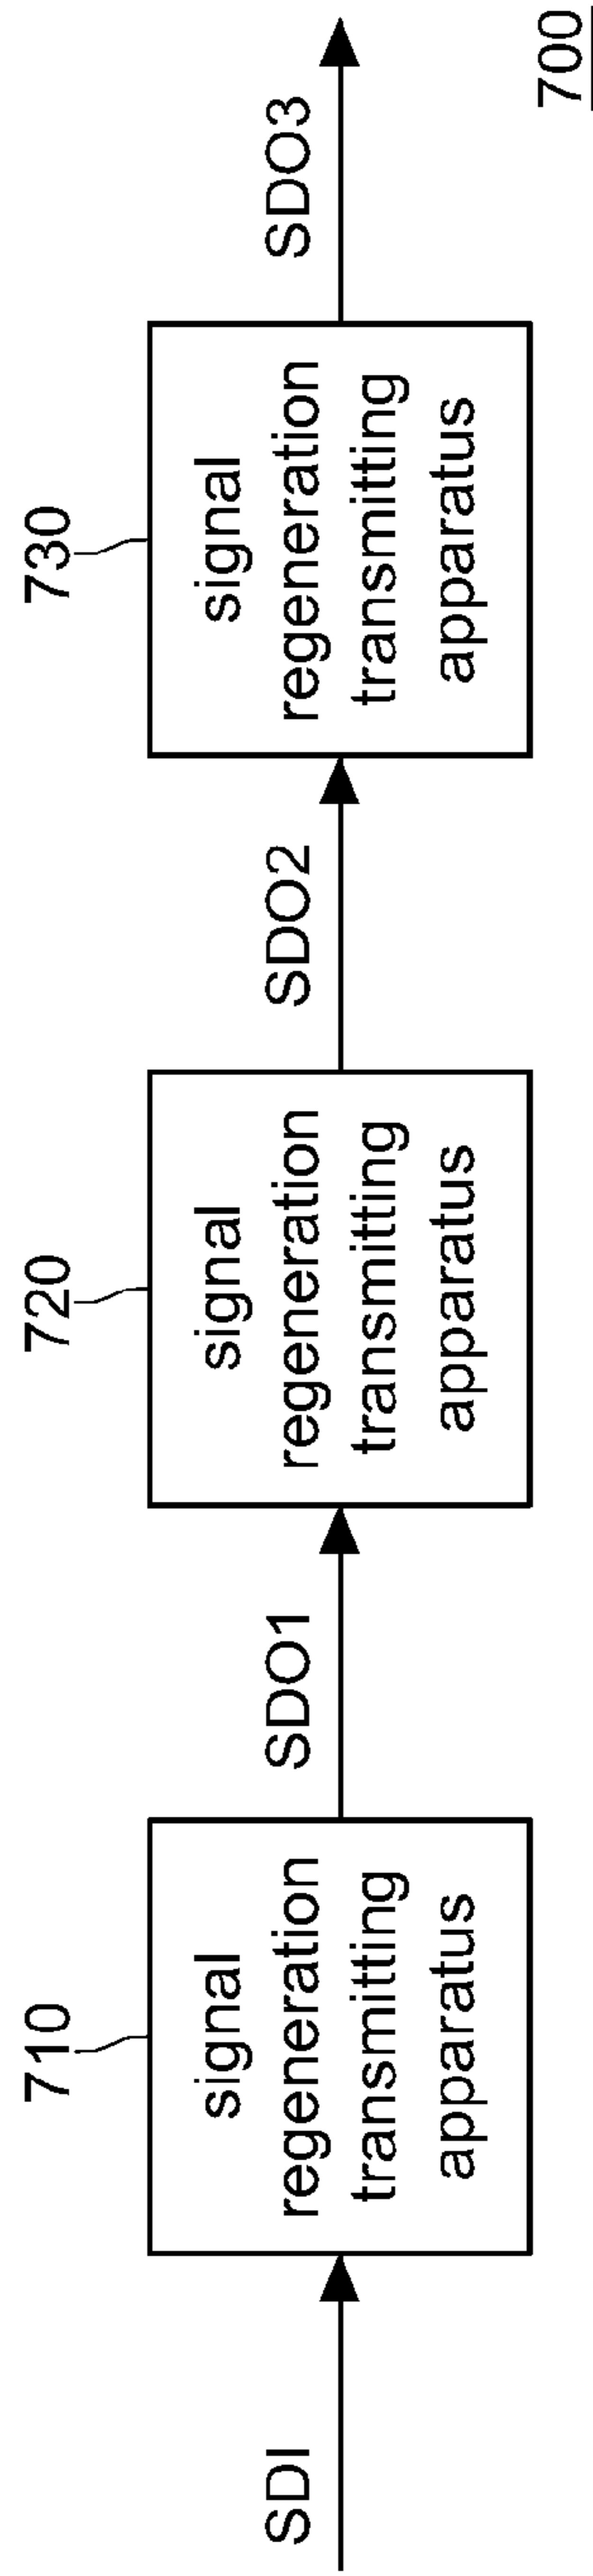 710
720
730
SDI
signal
regeneration
transmitting
apparatus
SDO1
signal
regeneration
transmitting
apparatus
SDO2
signal
regeneration
transmitting
apparatus
SDO3
700